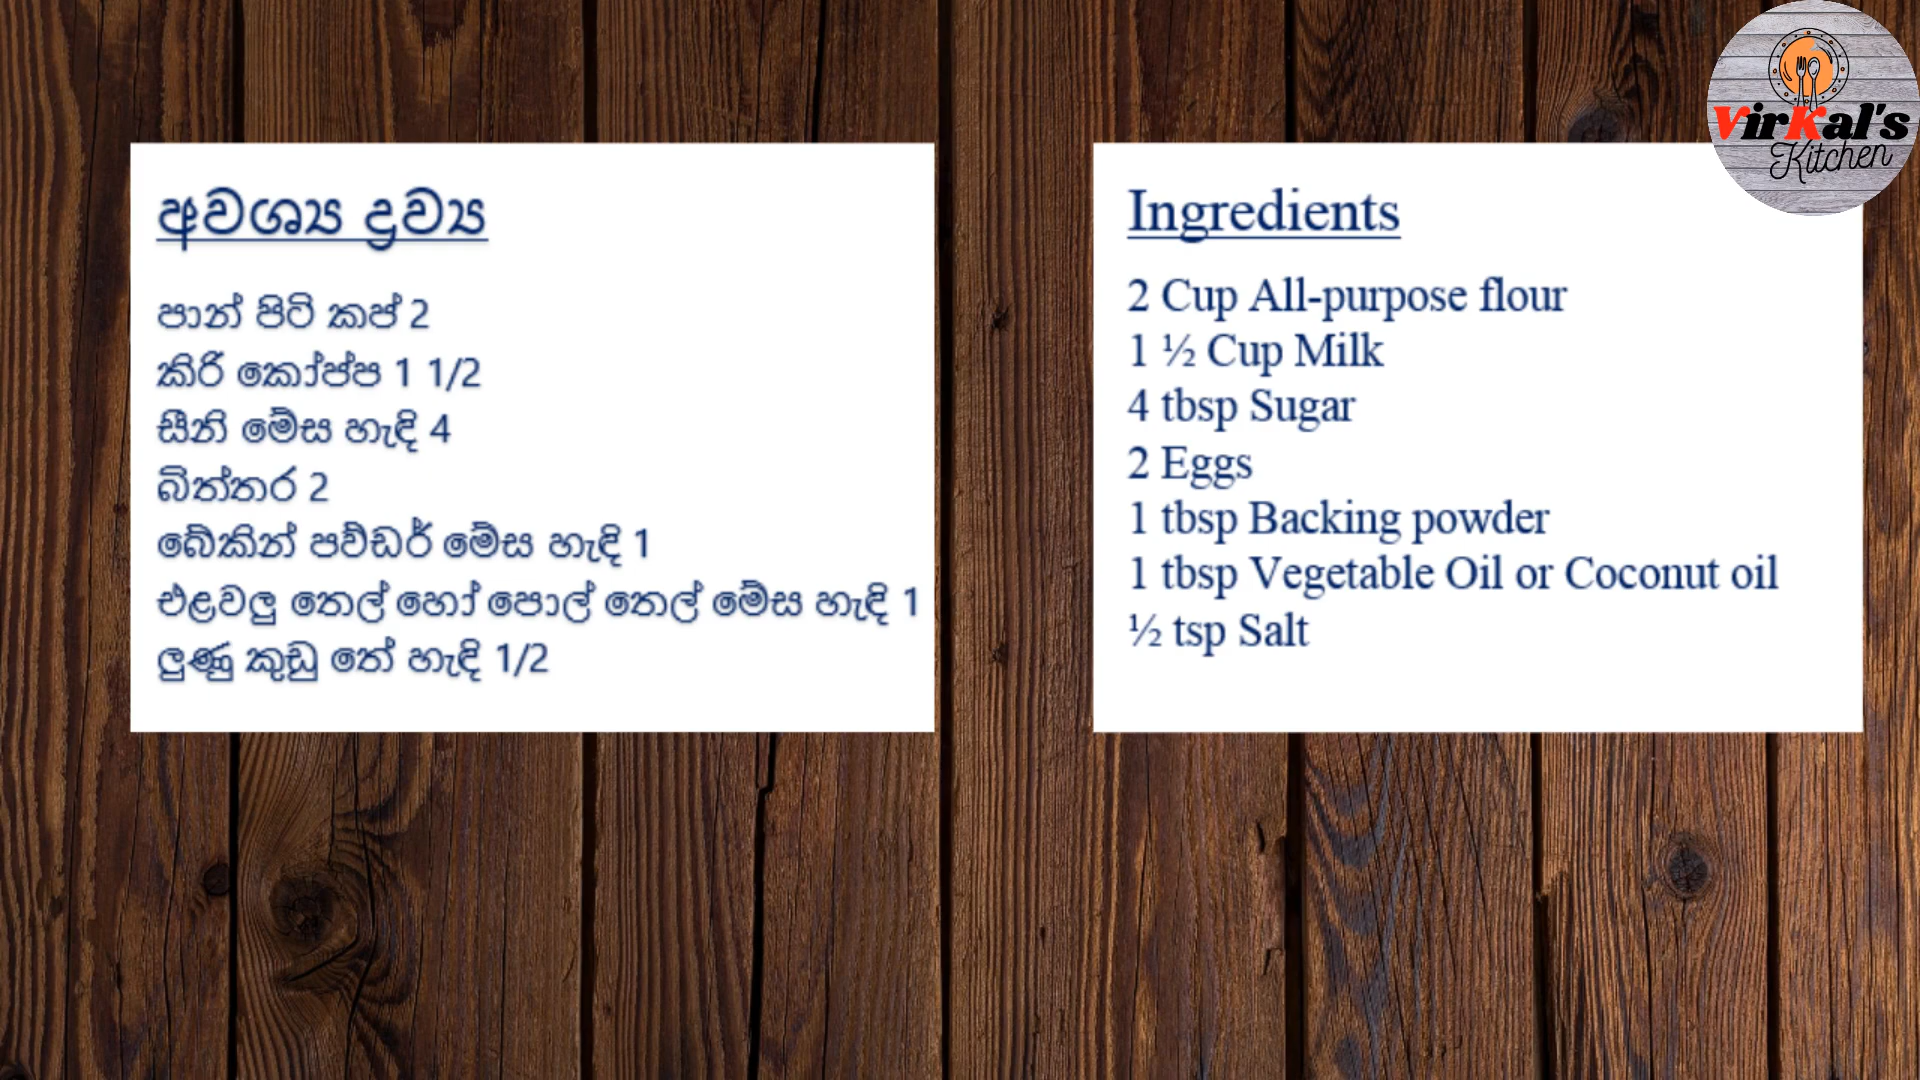 VirKal's
Kitchen
අවශ්‍ය ද්‍රව්‍ය
පාන් පිටි කප් 2
කිරි කෝප්ප 1 1/2
සීනි මේස හැඳි 4
බිත්තර 2
බේකින් පව්ඩර් මේස හැඳි 1
එළවලු තෙල් හෝ පොල් තෙල් මේස හැඳි 1
ලුණු කුඩු තේ හැඳි 1/2
Ingredients
2 Cup All-purpose flour
1 ½ Cup Milk
4 tbsp Sugar
2 Eggs
1 tbsp Backing powder
1 tbsp Vegetable Oil or Coconut oil
½ tsp Salt